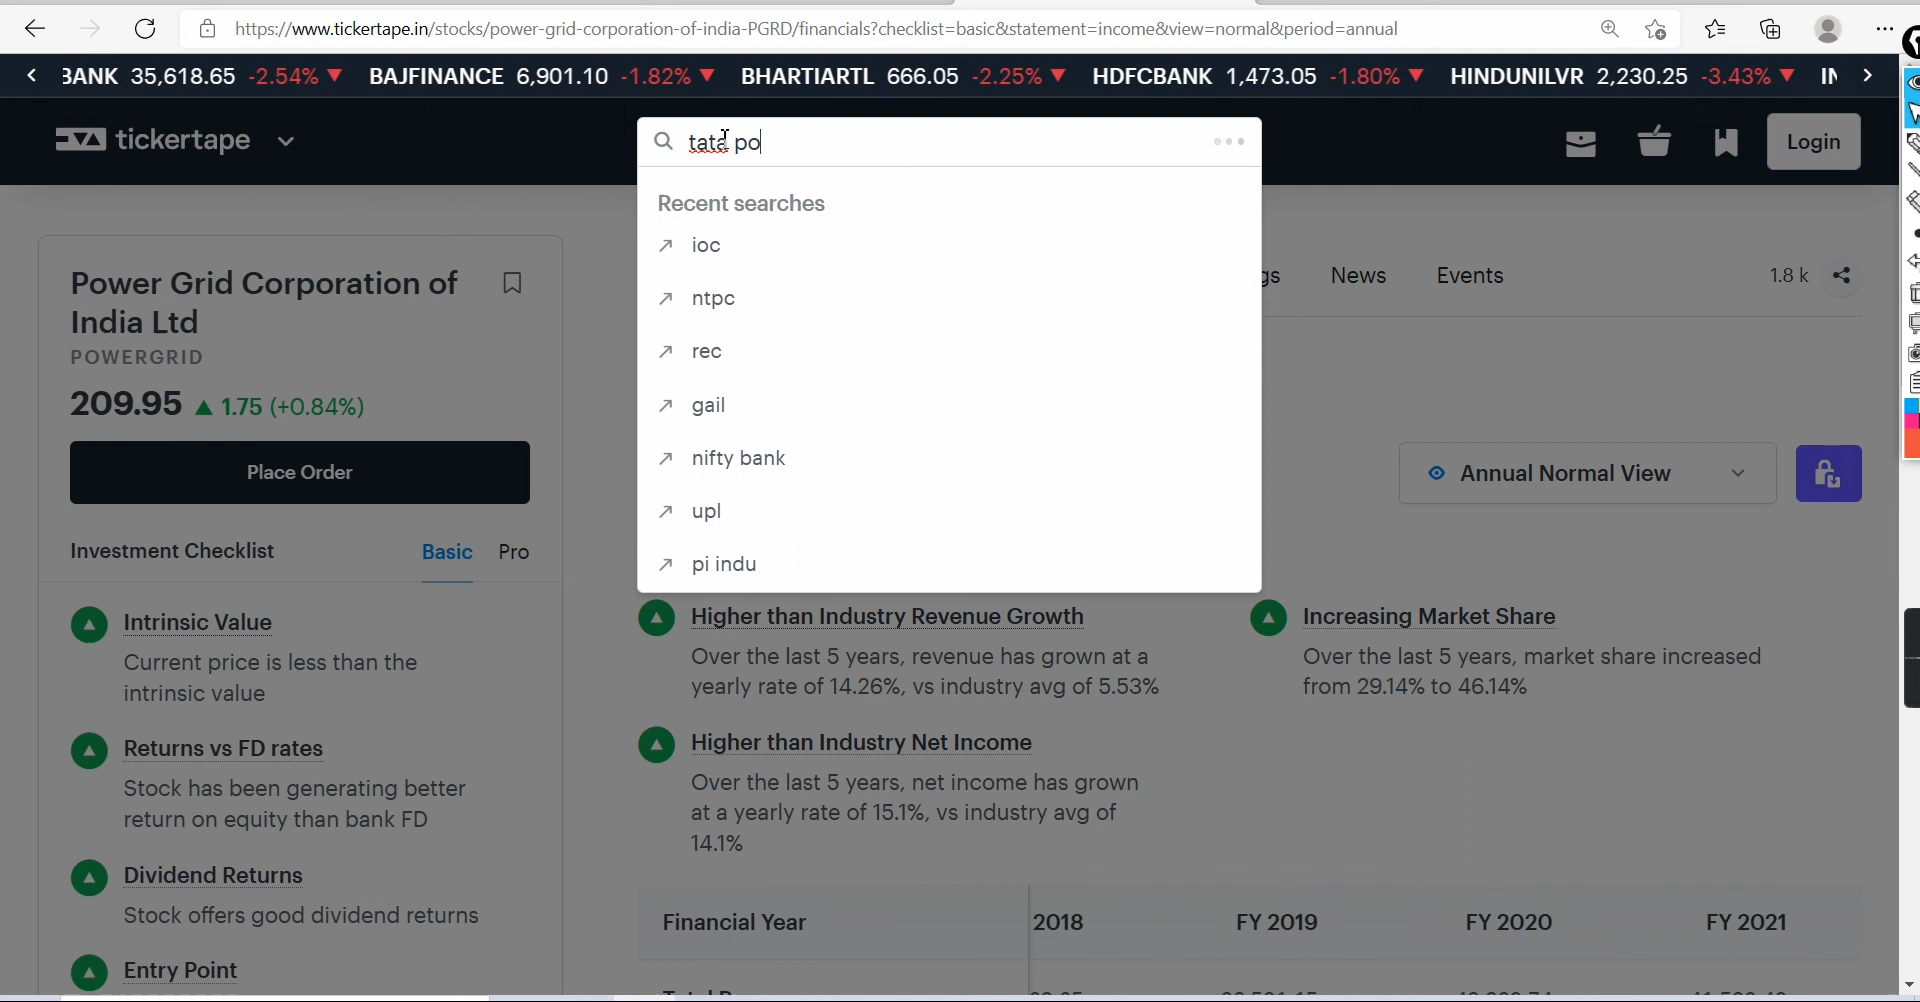 https://www.tickertape.in/stocks/power-grid-corporation-of-india-PGRD/financials?checklist=basic&statement=income&view=normal&period=annual
BANK 35,618.65 -2.54% ▼ BAJFINANCE 6,901.10 -1.82% ▼ BHARTIARTL 666.05 -2.25% ▼ HDFCBANK 1,473.05 -1.80% ▼ HINDUNILVR 2,230.25 -3.43% ▼
tickertape
tata po
Login
Recent searches
ioc
ntpc
rec
gail
nifty bank
upl
pi indu
gs News Events 1.8 k
Power Grid Corporation of
India Ltd
POWERGRID
209.95 ▲ 1.75 (+0.84%)
Place Order
Annual Normal View
Investment Checklist Basic Pro
Intrinsic Value
Current price is less than the
intrinsic value
Returns vs FD rates
Stock has been generating better
return on equity than bank FD
Dividend Returns
Stock offers good dividend returns
Entry Point
Higher than Industry Revenue Growth
Over the last 5 years, revenue has grown at a
yearly rate of 14.26%, vs industry avg of 5.53%
Increasing Market Share
Over the last 5 years, market share increased
from 29.14% to 46.14%
Higher than Industry Net Income
Over the last 5 years, net income has grown
at a yearly rate of 15.1%, vs industry avg of
14.1%
Financial Year 2018 FY 2019 FY 2020 FY 2021